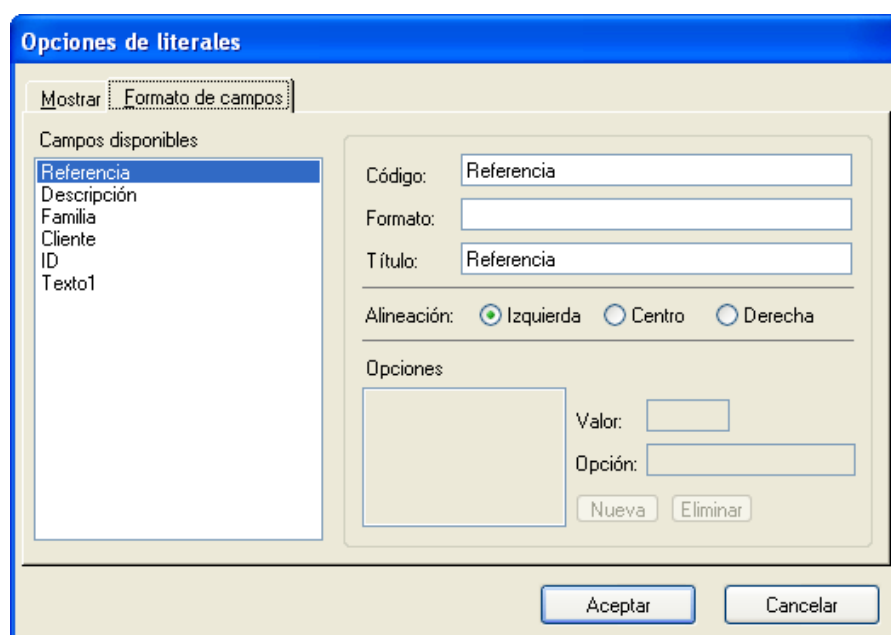 Opciones de literales
Mostrar Formato de campos
Campos disponibles
Referencia
Descripción
Familia
Cliente
ID
Texto1
Código: Referencia
Formato:
Título: Referencia
Alineación: Izquierda Centro Derecha
Opciones
Valor:
Opción:
Nueva Eliminar
Aceptar Cancelar